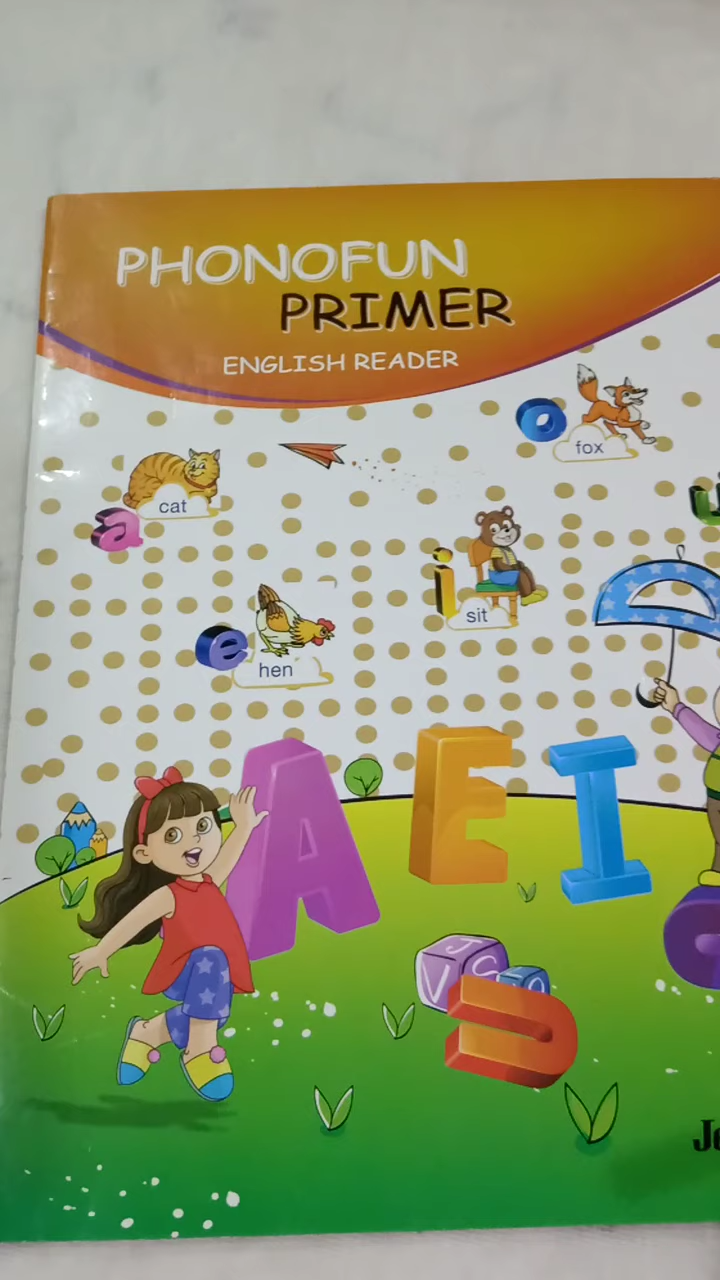 PHONOFUN
PRIMER
ENGLISH READER
o
fox
a
cat
i
sit
e
hen
A
E
I
U
V
J